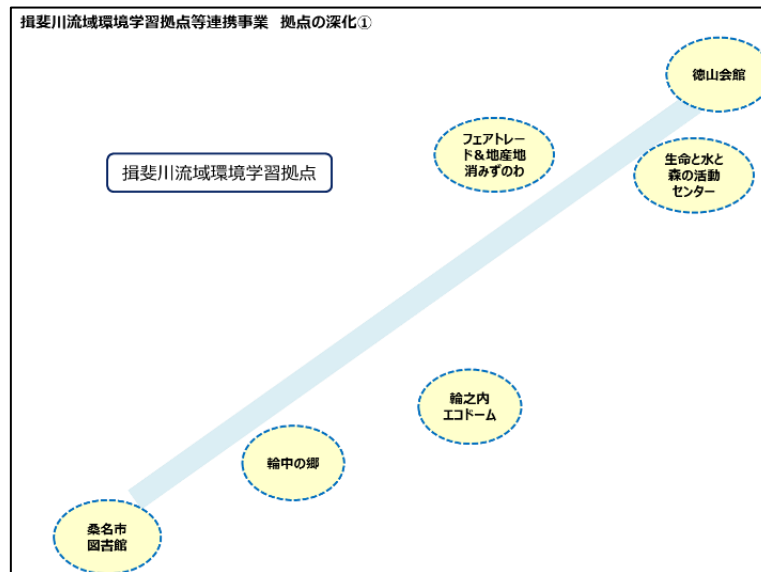 揖斐川流域環境学習拠点等連携事業 拠点の深化①
徳山会館
フェアトレー
ド&地産地
消みずのわ
生命と水と
森の活動
センター
揖斐川流域環境学習拠点
輪之内
エコドーム
輪中の郷
桑名市
図書館